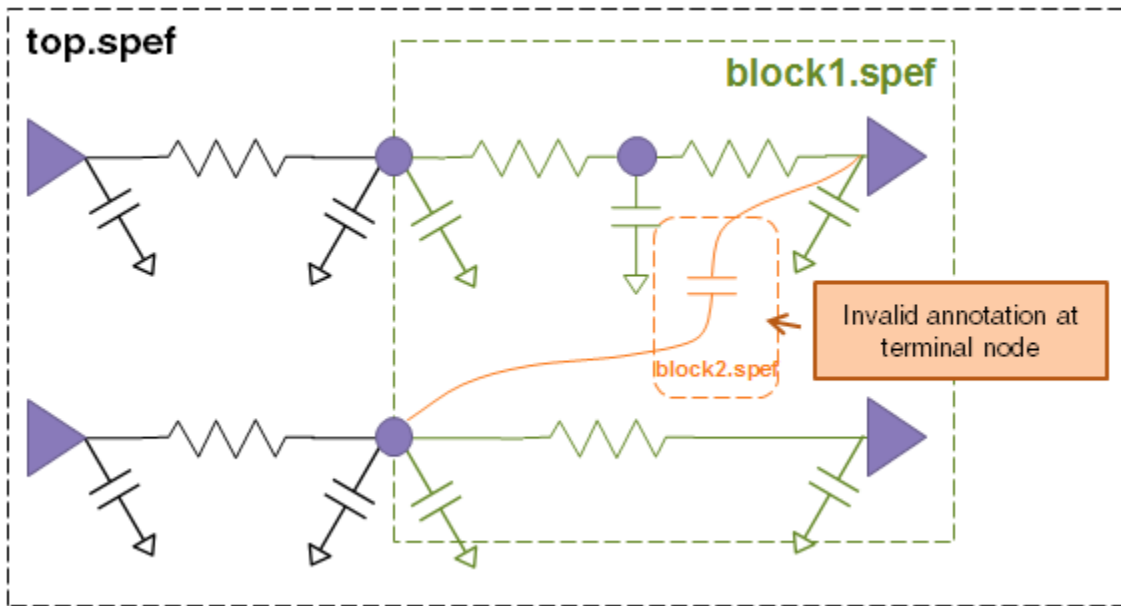 top.spef
block1.spef
Invalid annotation at
terminal node
block2.spef